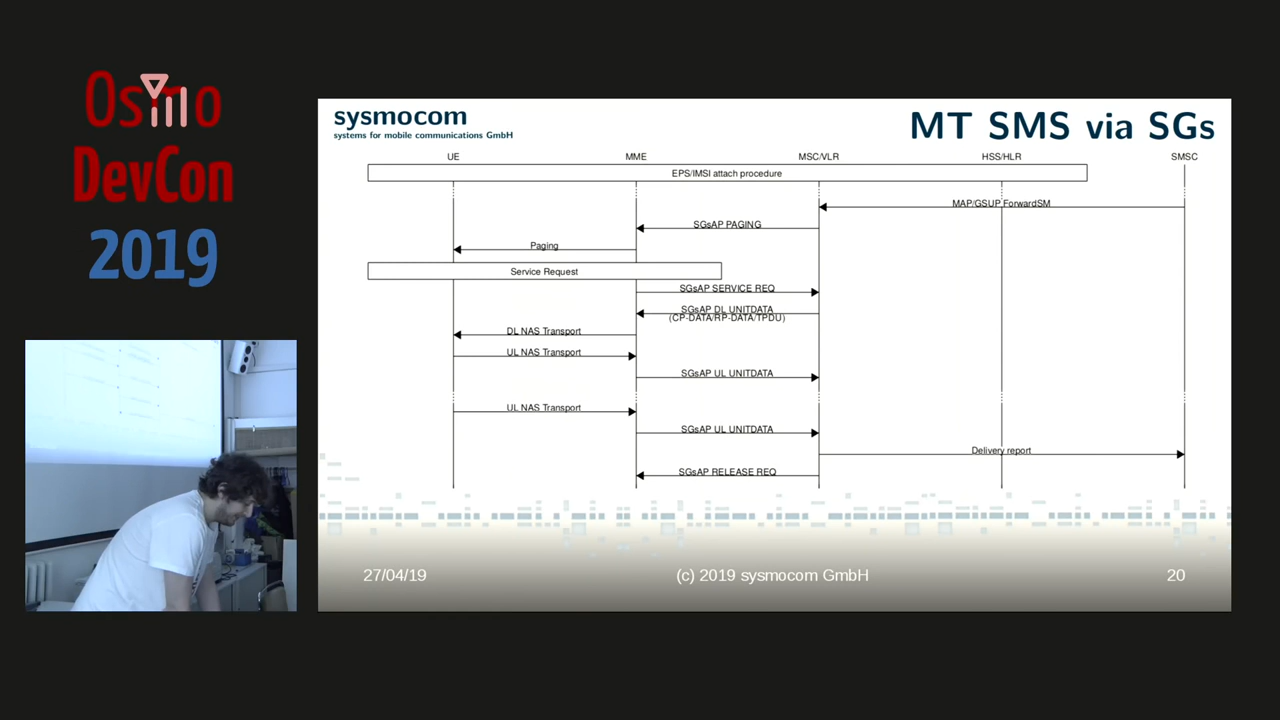 Osmo
DevCon
2019
sysmocom
systems for mobile communications GmbH
MT SMS via SGs
UE MME MSC/VLR HSS/HLR SMSC
EPS/IMSI attach procedure
MAP/GSUP ForwardSM
SGsAP PAGING
Paging
Service Request
SGsAP SERVICE REQ
SGsAP DL UNITDATA
(CP-DATA/RP-DATA/TPDU)
DL NAS Transport
UL NAS Transport
SGsAP UL UNITDATA
UL NAS Transport
SGsAP UL UNITDATA
Delivery report
SGsAP RELEASE REQ
27/04/19 (c) 2019 sysmocom GmbH 20